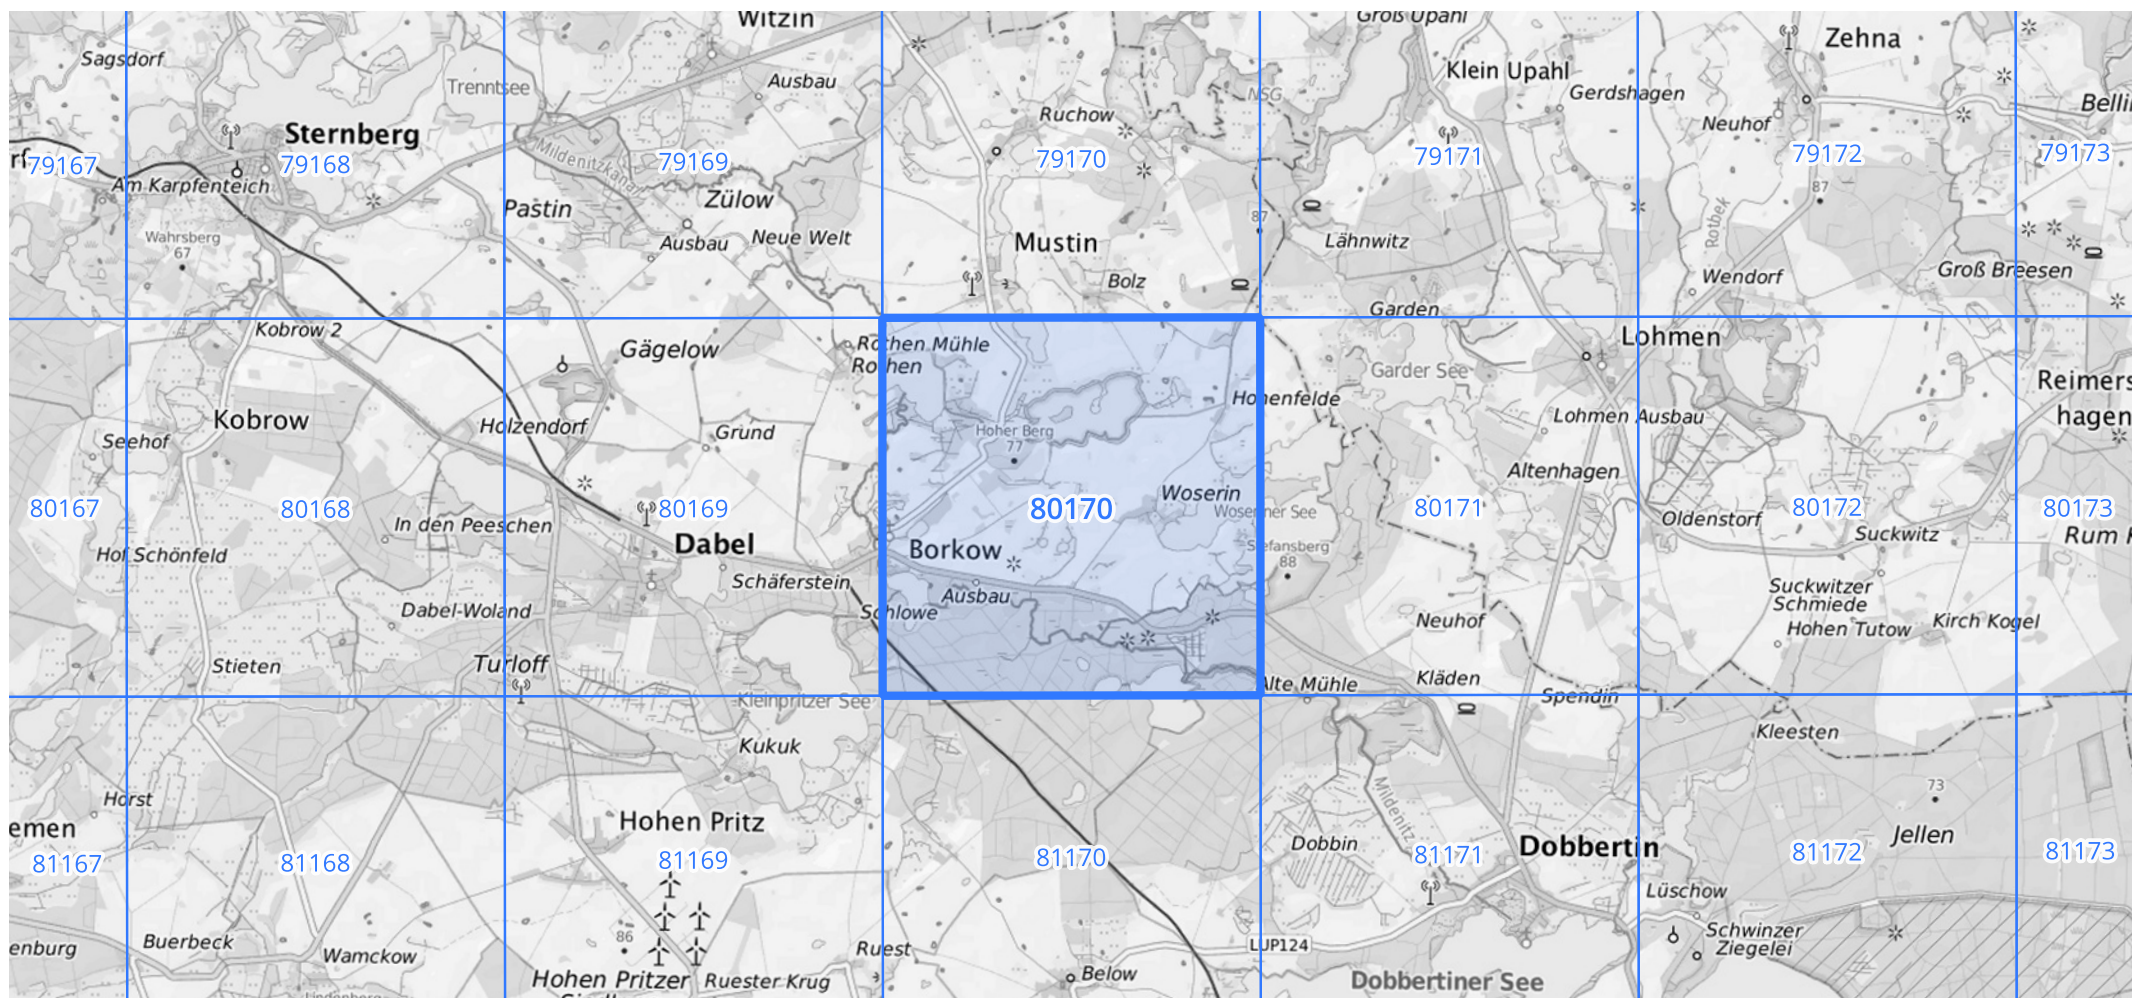 Witzin
Groß Upahl
Zehna
Sagsdorf
Trenntsee
Ausbau
Klein Upahl
Gerdshagen
NSG
Ruchow
Neuhof
Sternberg
Mildenitzkanal
79167
79168
79169
79170
79171
79172
79173
Am Karpfenteich
Pastin
Zülow
87
87
Rotbek
Wahrsberg
67
Ausbau
Neue Welt
Mustin
Lähnwitz
Bolz
Wendorf
Groß Breesen
Garden
Kobrow 2
Gägelow
Rothen Mühle
Rothen
Garder See
Lohmen
Reimers
hagen
Kobrow
Seehof
Holzendorf
Grund
Hoher Berg
77
Hohenfelde
Lohmen Ausbau
Altenhagen
Woserin
Woseriner See
80167
80168
80169
80170
80171
80172
80173
In den Peeschen
Oldenstorf
Suckwitz
Hof Schönfeld
Dabel
Borkow
Schäferstein
Ausbau
Schlowe
Suckwitzer
Schmiede
Hohen Tutow
Kirch Kogel
88
Dabel-Woland
Neuhof
Stieten
Turloff
Kläden
Alte Mühle
Spendin
Kleinpritzer See
Kukuk
Kleesten
Horst
Hohen Pritz
Mildenitz
73
Jellen
Dobbin
Dobbertin
81167
81168
81169
81170
81171
81172
81173
Lüschow
Schwinzer
Ziegelei
enburg
Buerbeck
Wamckow
86
Ruest
LUP124
Hohen Pritzer
Ruester Krug
Below
Dobbertiner See